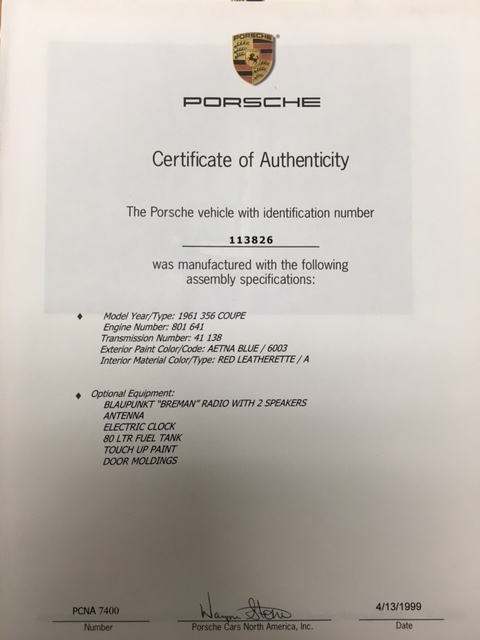 PORSCHE
PORSCHE
Certificate of Authenticity
The Porsche vehicle with identification number
113826
was manufactured with the following
assembly specifications:
♦ Model Year/Type: 1961 356 COUPE
Engine Number: 801 641
Transmission Number: 41 138
Exterior Paint Color/Code: AETNA BLUE / 6003
Interior Material Color/Type: RED LEATHERETTE / A
♦ Optional Equipment:
BLAUPUNKT "BREMAN" RADIO WITH 2 SPEAKERS
ANTENNA
ELECTRIC CLOCK
80 LTR FUEL TANK
TOUCH UP PAINT
DOOR MOLDINGS
PCNA 7400
Number
Porsche Cars North America, Inc.
4/13/1999
Date